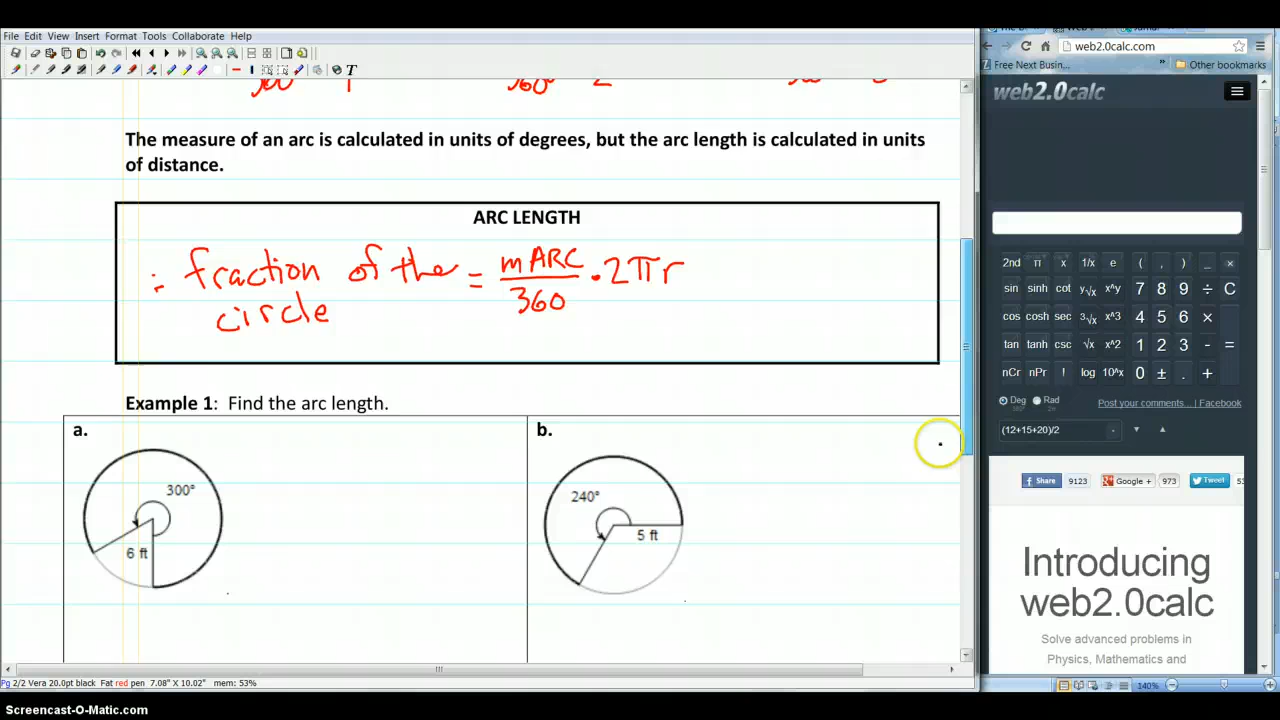 File Edit View Insert Format Tools Collaborate Help
web2.0calc.com
Free Next Busin...
» Other bookmarks
web2.0calc
360°
The measure of an arc is calculated in units of degrees, but the arc length is calculated in units
of distance.
ARC LENGTH
: fraction of the = mARC/360 · 2πr
circle
Example 1: Find the arc length.
a.
300°
6 ft
b.
240°
5 ft
2nd π x 1/x e ( , ) _ ×
sin sinh cot y√x x^y 7 8 9 ÷ C
cos cosh sec 3√x x^3 4 5 6 ×
tan tanh csc √x x^2 1 2 3 - =
nCr nPr ! log 10^x 0 ± . +
Deg Rad
Post your comments... | Facebook
(12+15+20)/2
Share 9123 Google + 973 Tweet
Introducing
web2.0calc
Solve advanced problems in
Physics, Mathematics and
Pg 2/2 Vera 20.0pt black Fat red pen 7.08" X 10.02" mem: 53%
140%
Screencast-O-Matic.com